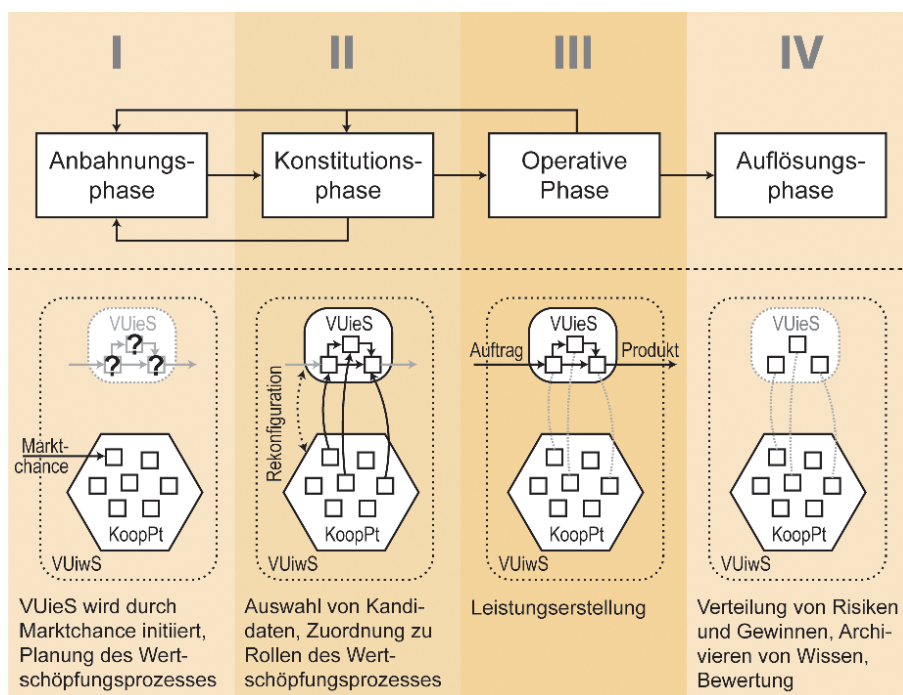 I
II
III
IV
Anbahnungs-
phase
Konstitutions-
phase
Operative
Phase
Auflösungs-
phase
VUieS
?
?
?
Markt-
chance
KoopPt
VUiwS
VUieS
Rekonfiguration
KoopPt
VUiwS
VUieS
Auftrag
Produkt
KoopPt
VUiwS
VUieS
KoopPt
VUiwS
VUieS wird durch
Marktchance initiiert,
Planung des Wert-
schöpfungsprozesses
Auswahl von Kandi-
daten, Zuordnung zu
Rollen des Wert-
schöpfungsprozesses
Leistungserstellung
Verteilung von Risiken
und Gewinnen, Archi-
vieren von Wissen,
Bewertung